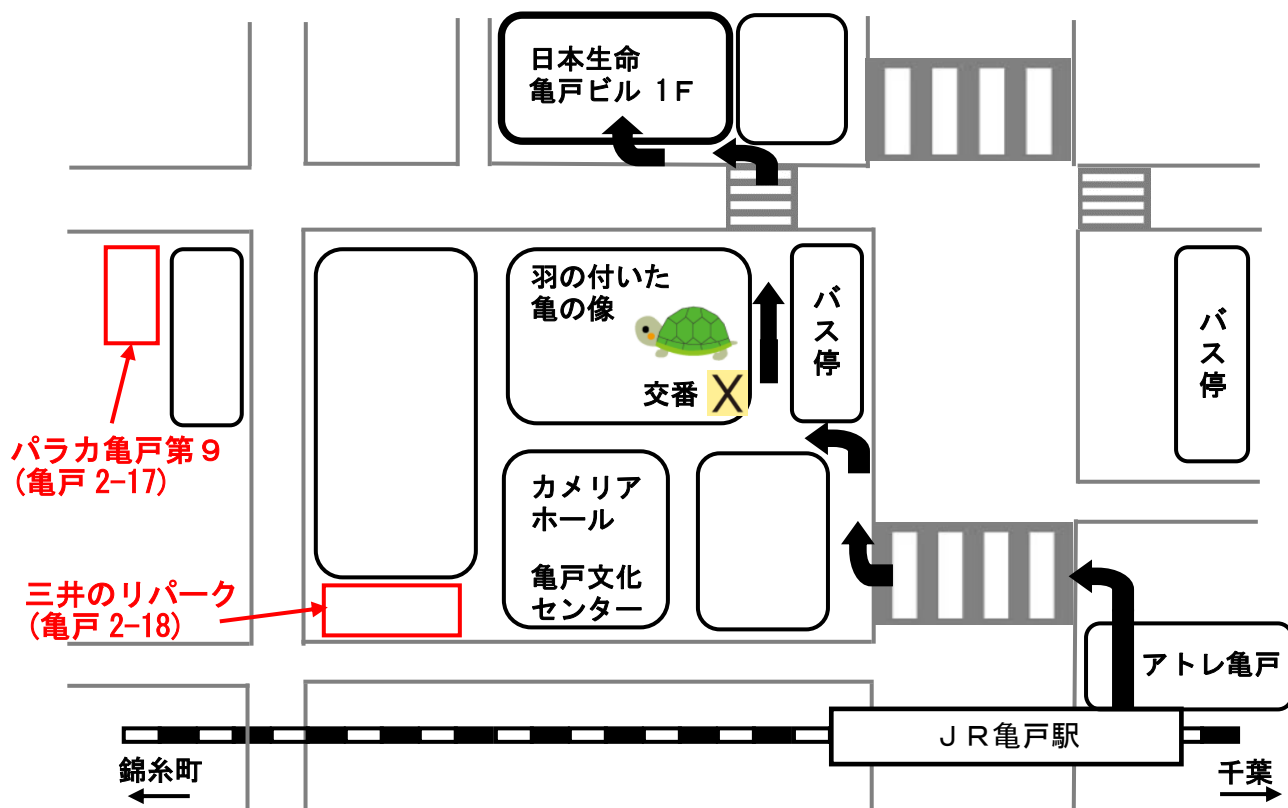 日本生命
亀戸ビル 1F
羽の付いた
亀の像
交番 X
バス停
バス停
パラカ亀戸第９
(亀戸 2-17)
カメリア
ホール
亀戸文化
センター
三井のリパーク
(亀戸 2-18)
アトレ亀戸
ＪＲ亀戸駅
錦糸町
千葉